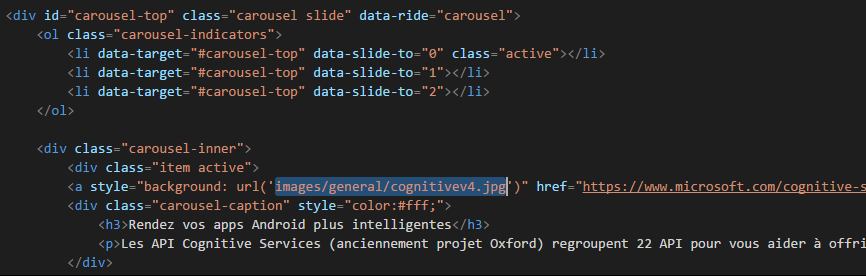 <div id="carousel-top" class="carousel slide" data-ride="carousel">
<ol class="carousel-indicators">
<li data-target="#carousel-top" data-slide-to="0" class="active"></li>
<li data-target="#carousel-top" data-slide-to="1"></li>
<li data-target="#carousel-top" data-slide-to="2"></li>
</ol>
<div class="carousel-inner">
<div class="item active">
<a style="background: url('images/general/cognitivev4.jpg')" href="https://www.microsoft.com/cognitive-s
<div class="carousel-caption" style="color:#fff;">
<h3>Rendez vos apps Android plus intelligentes</h3>
<p>Les API Cognitive Services (anciennement projet Oxford) regroupent 22 API pour vous aider à offri
</div>